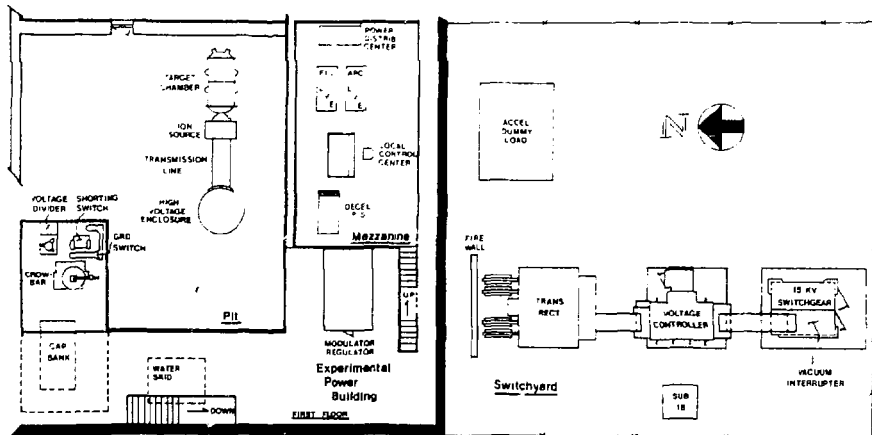 POWER
DISTRIB
CENTER
TARGET
CHAMBER
ARC
ION
SOURCE
TRANSMISSION
LINE
HIGH
VOLTAGE
ENCLOSURE
LOCAL
CONTROL
CENTER
DECEL
P S
Mezzanine
VOLTAGE
DIVIDER
SHORTING
SWITCH
GRD
SWITCH
CROW-
BAR
CAP
BANK
Pit
WATER
SKID
DOWN
UP
MODULATOR
REGULATOR
Experimental
Power
Building
FIRST FLOOR
ACCEL
DUMMY
LOAD
N
FIRE
WALL
TRANS
RECT
VOLTAGE
CONTROLLER
15 KV
SWITCHGEAR
VACUUM
INTERRUPTER
Switchyard
SUB
1B